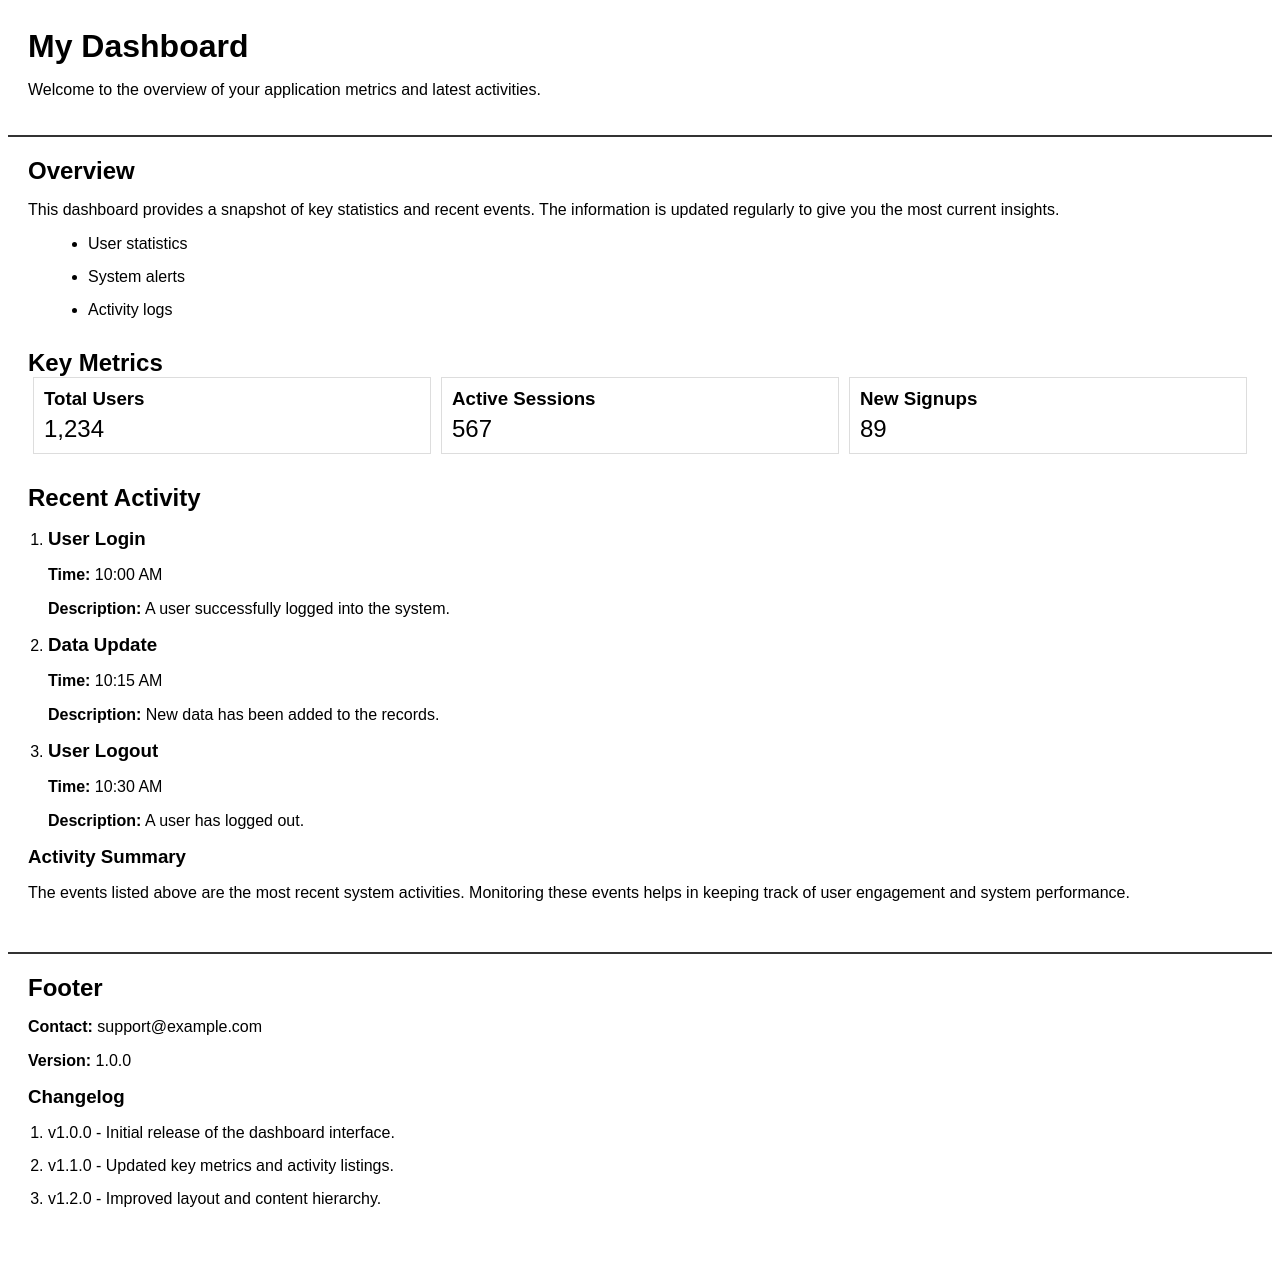 My Dashboard
Welcome to the overview of your application metrics and latest activities.
Overview
This dashboard provides a snapshot of key statistics and recent events. The information is updated regularly to give you the most current insights.
• User statistics
• System alerts
• Activity logs
Key Metrics
Total Users
1,234
Active Sessions
567
New Signups
89
Recent Activity
1. User Login
Time: 10:00 AM
Description: A user successfully logged into the system.
2. Data Update
Time: 10:15 AM
Description: New data has been added to the records.
3. User Logout
Time: 10:30 AM
Description: A user has logged out.
Activity Summary
The events listed above are the most recent system activities. Monitoring these events helps in keeping track of user engagement and system performance.
Footer
Contact: support@example.com
Version: 1.0.0
Changelog
1. v1.0.0 - Initial release of the dashboard interface.
2. v1.1.0 - Updated key metrics and activity listings.
3. v1.2.0 - Improved layout and content hierarchy.